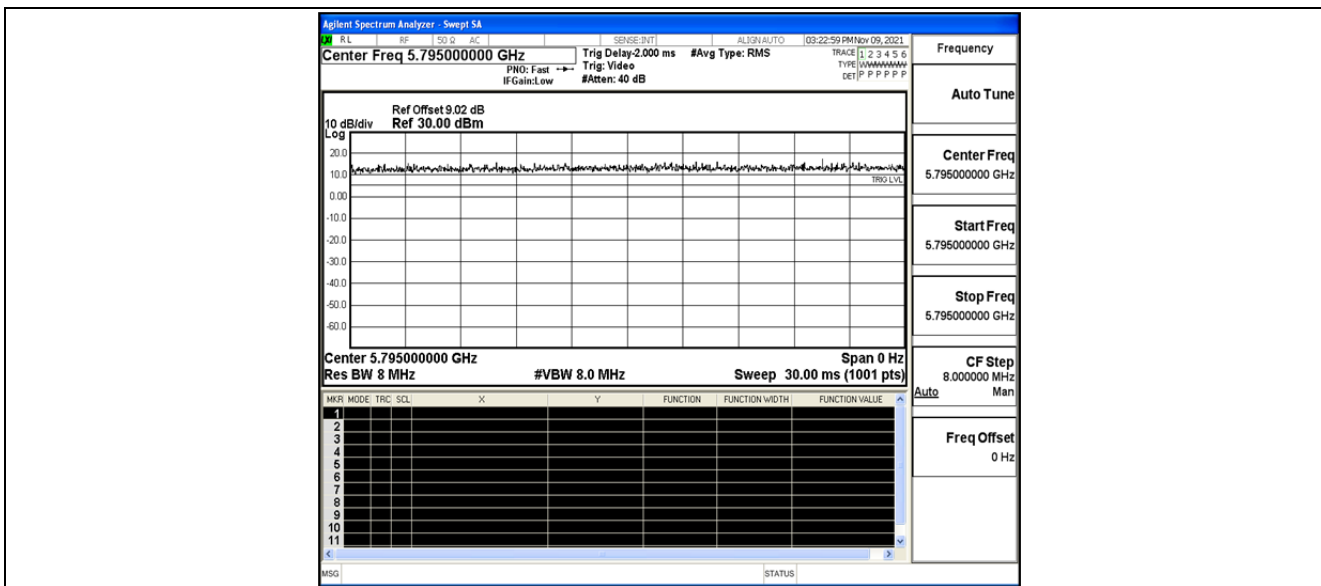 Agilent Spectrum Analyzer - Swept SA
LXI RL RF 50 Ω AC SENSE:INT ALIGNAUTO 03:22:59 PM Nov 09, 2021
Center Freq 5.795000000 GHz
PNO: Fast
IFGain:Low
Trig Delay-2.000 ms
Trig: Video
#Atten: 40 dB
#Avg Type: RMS
TRACE 1 2 3 4 5 6
TYPE
DET P P P P P P
Ref Offset 9.02 dB
10 dB/div Ref 30.00 dBm
Log
20.0
10.0
0.00
-10.0
-20.0
-30.0
-40.0
-50.0
-60.0
TRIG LVL
Center 5.795000000 GHz Span 0 Hz
Res BW 8 MHz #VBW 8.0 MHz Sweep 30.00 ms (1001 pts)
MKR MODE TRC SCL X Y FUNCTION FUNCTION WIDTH FUNCTION VALUE
1
2
3
4
5
6
7
8
9
10
11
MSG STATUS
Frequency
Auto Tune
Center Freq
5.795000000 GHz
Start Freq
5.795000000 GHz
Stop Freq
5.795000000 GHz
CF Step
8.000000 MHz
Auto Man
Freq Offset
0 Hz